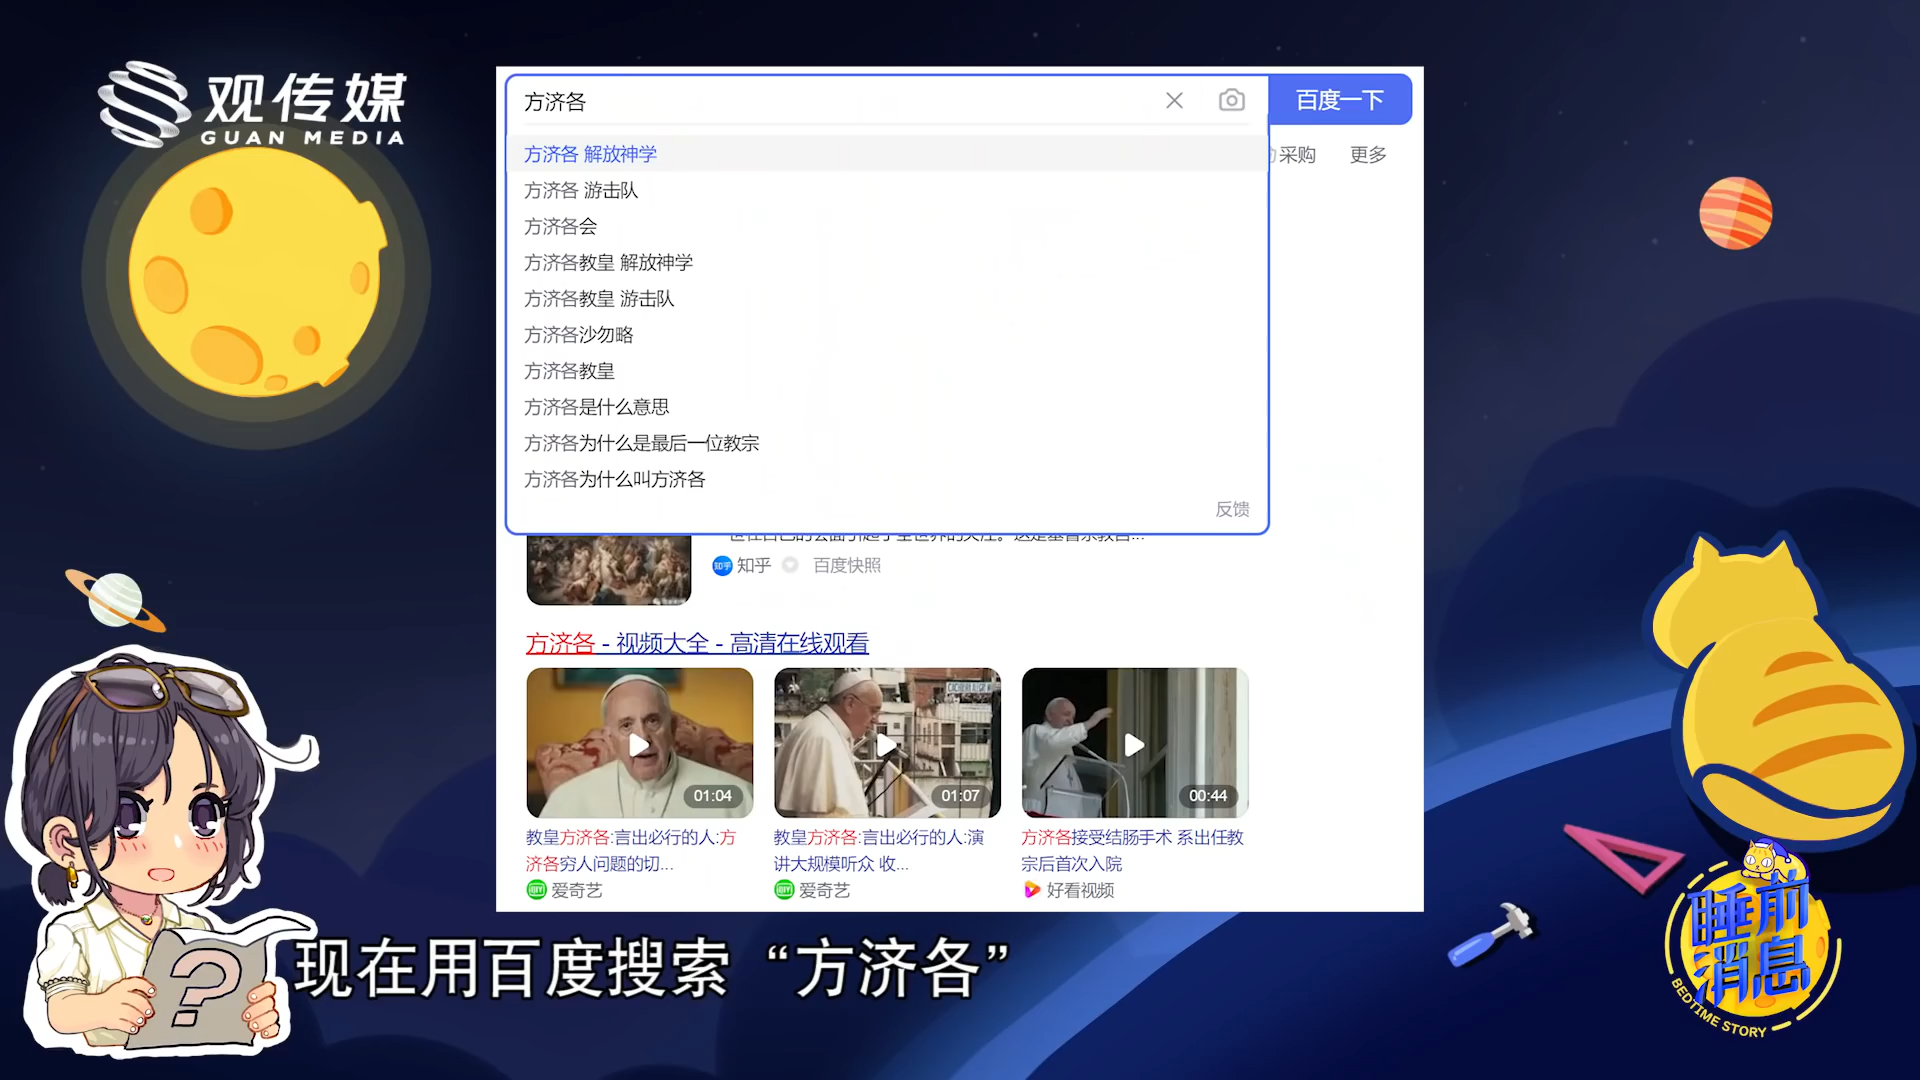 观传媒
GUAN MEDIA
方济各
百度一下
方济各 解放神学
采购
更多
方济各 游击队
方济各会
方济各教皇 解放神学
方济各教皇 游击队
方济各沙勿略
方济各教皇
方济各是什么意思
方济各为什么是最后一位教宗
方济各为什么叫方济各
反馈
知乎
知乎
百度快照
方济各 - 视频大全 - 高清在线观看
01:04
01:07
00:44
教皇方济各:言出必行的人:方
济各穷人问题的切...
爱奇艺
教皇方济各:言出必行的人:演
讲大规模听众 收...
爱奇艺
方济各接受结肠手术 系出任教
宗后首次入院
好看视频
?
现在用百度搜索“方济各”
睡前
消息
BEDTIME STORY